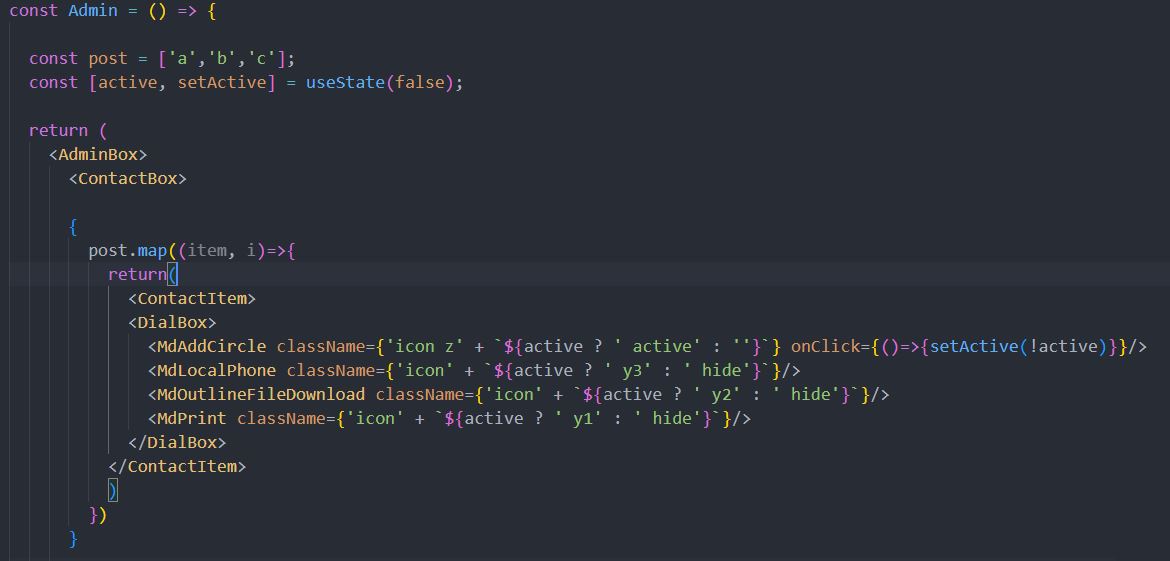 const Admin = () => {
const post = ['a','b','c'];
const [active, setActive] = useState(false);
return (
<AdminBox>
<ContactBox>
{
post.map((item, i)=>{
return(
<ContactItem>
<DialBox>
<MdAddCircle className={'icon z' + `${active ? ' active' : ''}`} onClick={()=>{setActive(!active)}}/>
<MdLocalPhone className={'icon' + `${active ? ' y3' : ' hide'}`}/>
<MdOutlineFileDownload className={'icon' + `${active ? ' y2' : ' hide'}`}/>
<MdPrint className={'icon' + `${active ? ' y1' : ' hide'}`}/>
</DialBox>
</ContactItem>
)
})
}